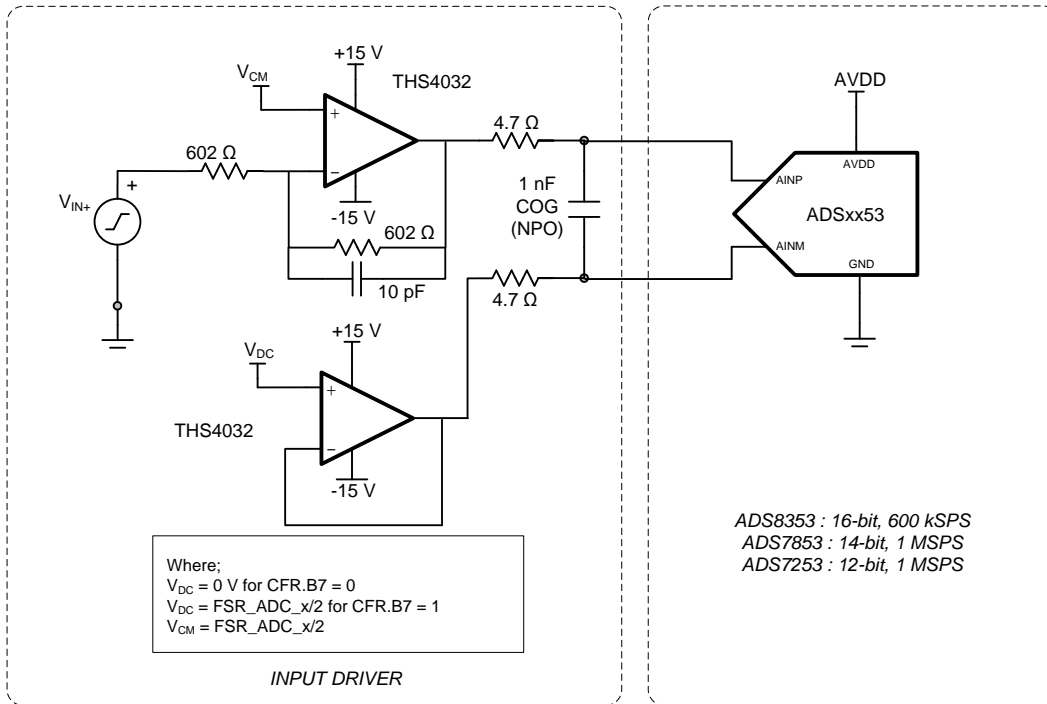 +15 V
V_CM
THS4032
+
−
602 Ω
+
V_IN+
-15 V
602 Ω
10 pF
4.7 Ω
1 nF
COG
(NPO)
4.7 Ω
AVDD
AVDD
AINP
ADSxx53
AINM
GND
+15 V
V_DC
+
THS4032
−
-15 V
Where;
V_DC = 0 V for CFR.B7 = 0
V_DC = FSR_ADC_x/2 for CFR.B7 = 1
V_CM = FSR_ADC_x/2
INPUT DRIVER
ADS8353 : 16-bit, 600 kSPS
ADS7853 : 14-bit, 1 MSPS
ADS7253 : 12-bit, 1 MSPS